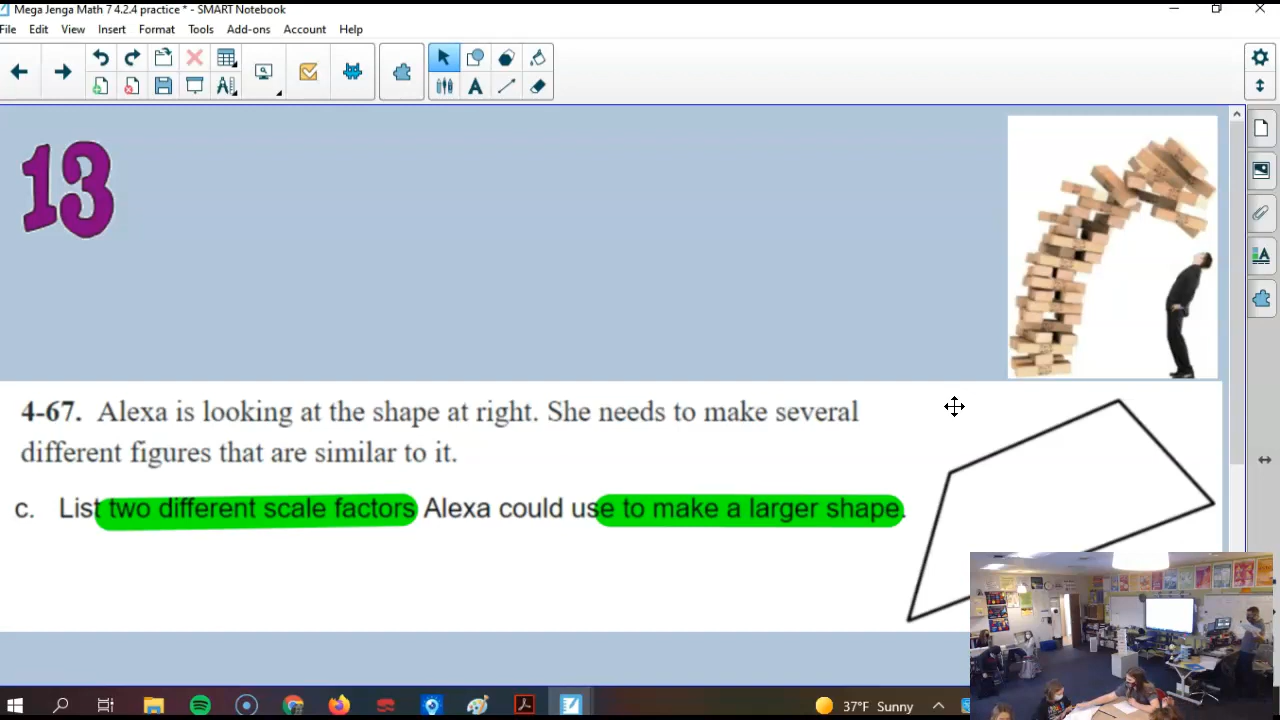 Mega Jenga Math 7 4.2.4 practice * - SMART Notebook
File Edit View Insert Format Tools Add-ons Account Help
13
4-67. Alexa is looking at the shape at right. She needs to make several
different figures that are similar to it.
c. List two different scale factors Alexa could use to make a larger shape.
37°F Sunny